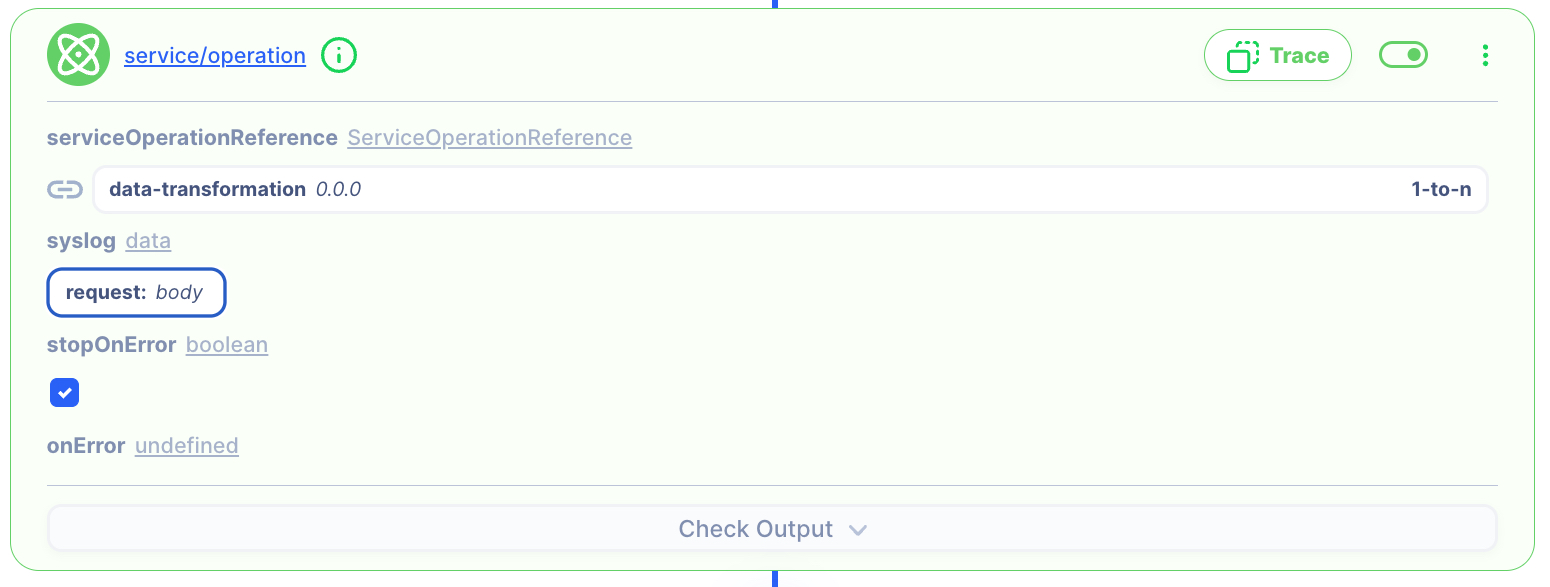 service/operation
Trace
serviceOperationReference ServiceOperationReference
data-transformation 0.0.0 1-to-n
syslog data
request: body
stopOnError boolean
onError undefined
Check Output